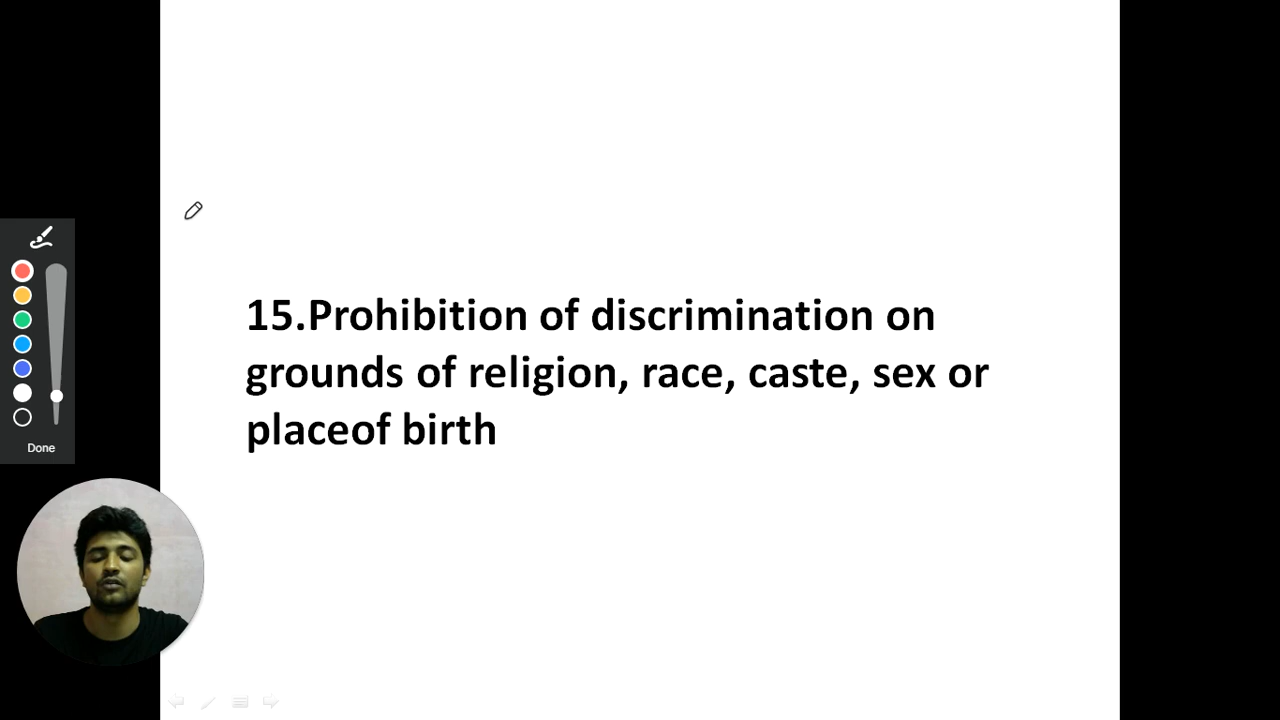 15.Prohibition of discrimination on
grounds of religion, race, caste, sex or
placeof birth
Done